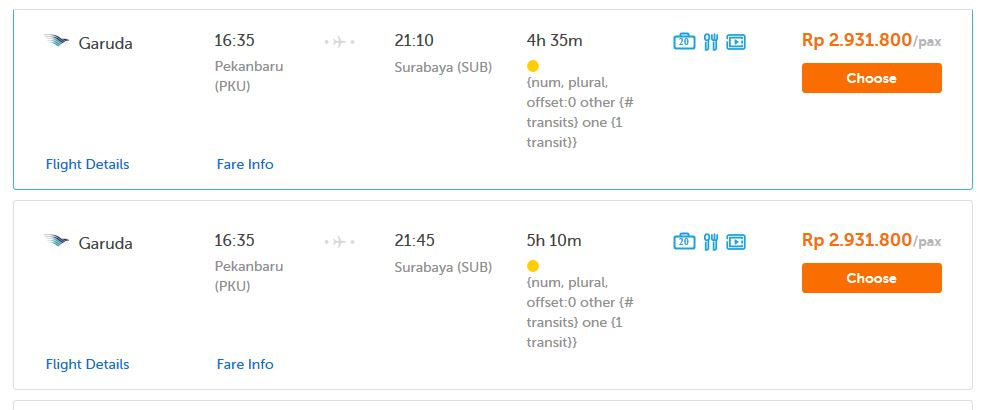 Garuda
16:35
21:10
4h 35m
20
Rp 2.931.800/pax
Pekanbaru
(PKU)
Surabaya (SUB)
{num, plural,
offset:0 other {#
transits} one {1
transit}}
Choose
Flight Details
Fare Info
Garuda
16:35
21:45
5h 10m
20
Rp 2.931.800/pax
Pekanbaru
(PKU)
Surabaya (SUB)
{num, plural,
offset:0 other {#
transits} one {1
transit}}
Choose
Flight Details
Fare Info